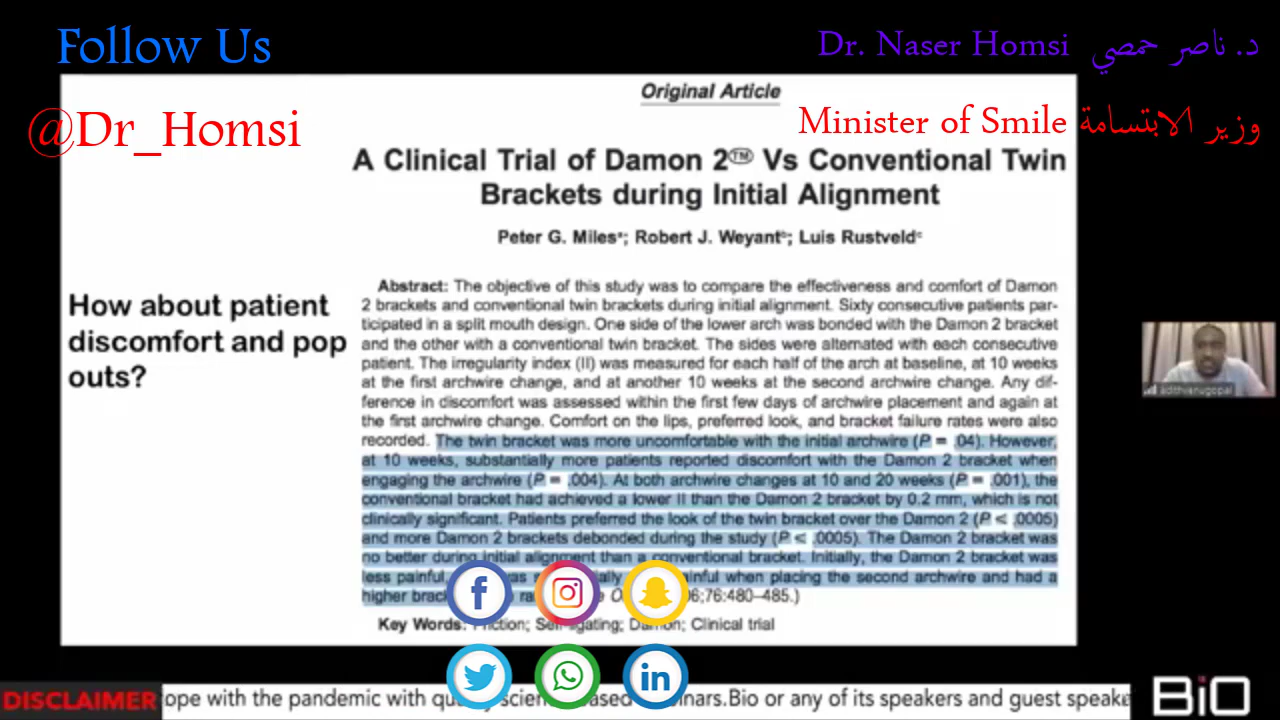 Follow Us
Dr. Naser Homsi د. ناصر حمصي
@Dr_Homsi
Minister of Smile وزير الابتسامة
Original Article
A Clinical Trial of Damon 2™ Vs Conventional Twin
Brackets during Initial Alignment
Peter G. Miles; Robert J. Weyant; Luis Rustveld
How about patient
discomfort and pop
outs?
Abstract: The objective of this study was to compare the effectiveness and comfort of Damon
2 brackets and conventional twin brackets during initial alignment. Sixty consecutive patients par-
ticipated in a split mouth design. One side of the lower arch was bonded with the Damon 2 bracket
and the other with a conventional twin bracket. The sides were alternated with each consecutive
patient. The irregularity index (II) was measured for each half of the arch at baseline, at 10 weeks
at the first archwire change, and at another 10 weeks at the second archwire change. Any dif-
ference in discomfort was assessed within the first few days of archwire placement and again at
the first archwire change. Comfort on the lips, preferred look, and bracket failure rates were also
recorded. The twin bracket was more uncomfortable with the initial archwire (P = .04). However,
at 10 weeks, substantially more patients reported discomfort with the Damon 2 bracket when
engaging the archwire (P = .004). At both archwire changes at 10 and 20 weeks (P = .001), the
conventional bracket had achieved a lower II than the Damon 2 bracket by 0.2 mm, which is not
clinically significant. Patients preferred the look of the twin bracket over the Damon 2 (P < .0005)
and more Damon 2 brackets debonded during the study (P < .0005). The Damon 2 bracket was
no better during initial alignment than a conventional bracket. Initially, the Damon 2 bracket was
less painful, when placing the second archwire and had a
higher ;76:480–485.)
Key Words: Damon; Clinical trial
adithianugopal
DISCLAIMER ope with the pandemic with Bio or any of its speakers and guest speake
BiO